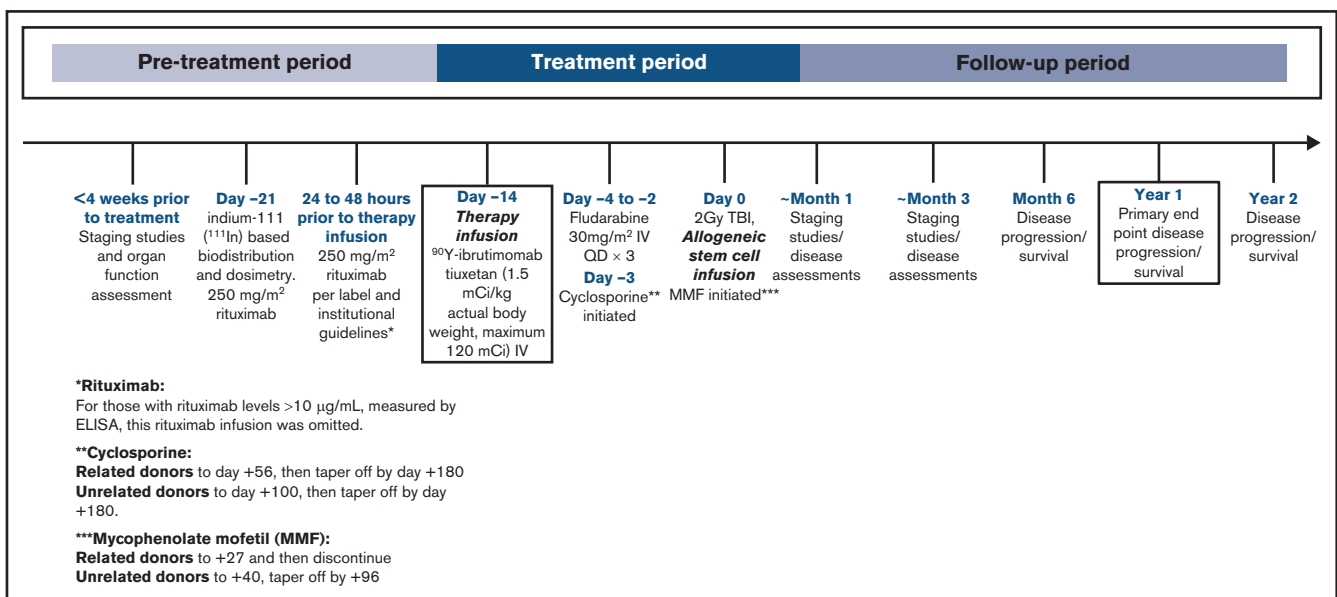 Pre-treatment period
Treatment period
Follow-up period
<4 weeks prior
to treatment
Staging studies
and organ
function
assessment
Day −21
indium-111
(¹¹¹In) based
biodistribution
and dosimetry.
250 mg/m²
rituximab
24 to 48 hours
prior to therapy
infusion
250 mg/m²
rituximab
per label and
institutional
guidelines*
Day −14
Therapy
infusion
⁹⁰Y-ibrutimomab
tiuxetan (1.5
mCi/kg
actual body
weight, maximum
120 mCi) IV
Day −4 to −2
Fludarabine
30mg/m² IV
QD × 3
Day −3
Cyclosporine**
initiated
Day 0
2Gy TBI,
Allogeneic
stem cell
infusion
MMF initiated***
~Month 1
Staging
studies/
disease
assessments
~Month 3
Staging
studies/
disease
assessments
Month 6
Disease
progression/
survival
Year 1
Primary end
point disease
progression/
survival
Year 2
Disease
progression/
survival
*Rituximab:
For those with rituximab levels >10 μg/mL, measured by
ELISA, this rituximab infusion was omitted.
**Cyclosporine:
Related donors to day +56, then taper off by day +180
Unrelated donors to day +100, then taper off by day
+180.
***Mycophenolate mofetil (MMF):
Related donors to +27 and then discontinue
Unrelated donors to +40, taper off by +96